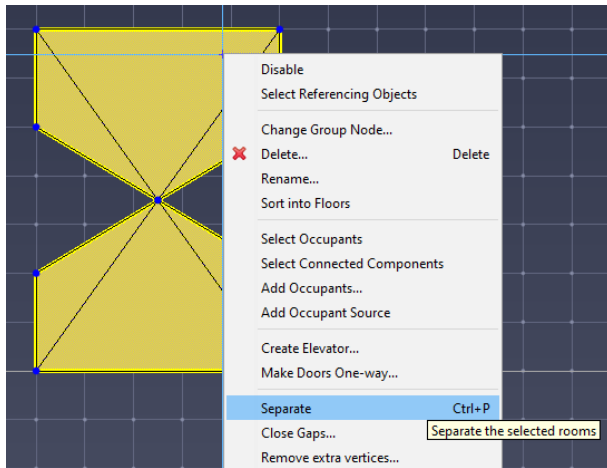 Disable
Select Referencing Objects
Change Group Node...
Delete... Delete
Rename...
Sort into Floors
Select Occupants
Select Connected Components
Add Occupants...
Add Occupant Source
Create Elevator...
Make Doors One-way...
Separate Ctrl+P
Separate the selected rooms
Close Gaps...
Remove extra vertices...